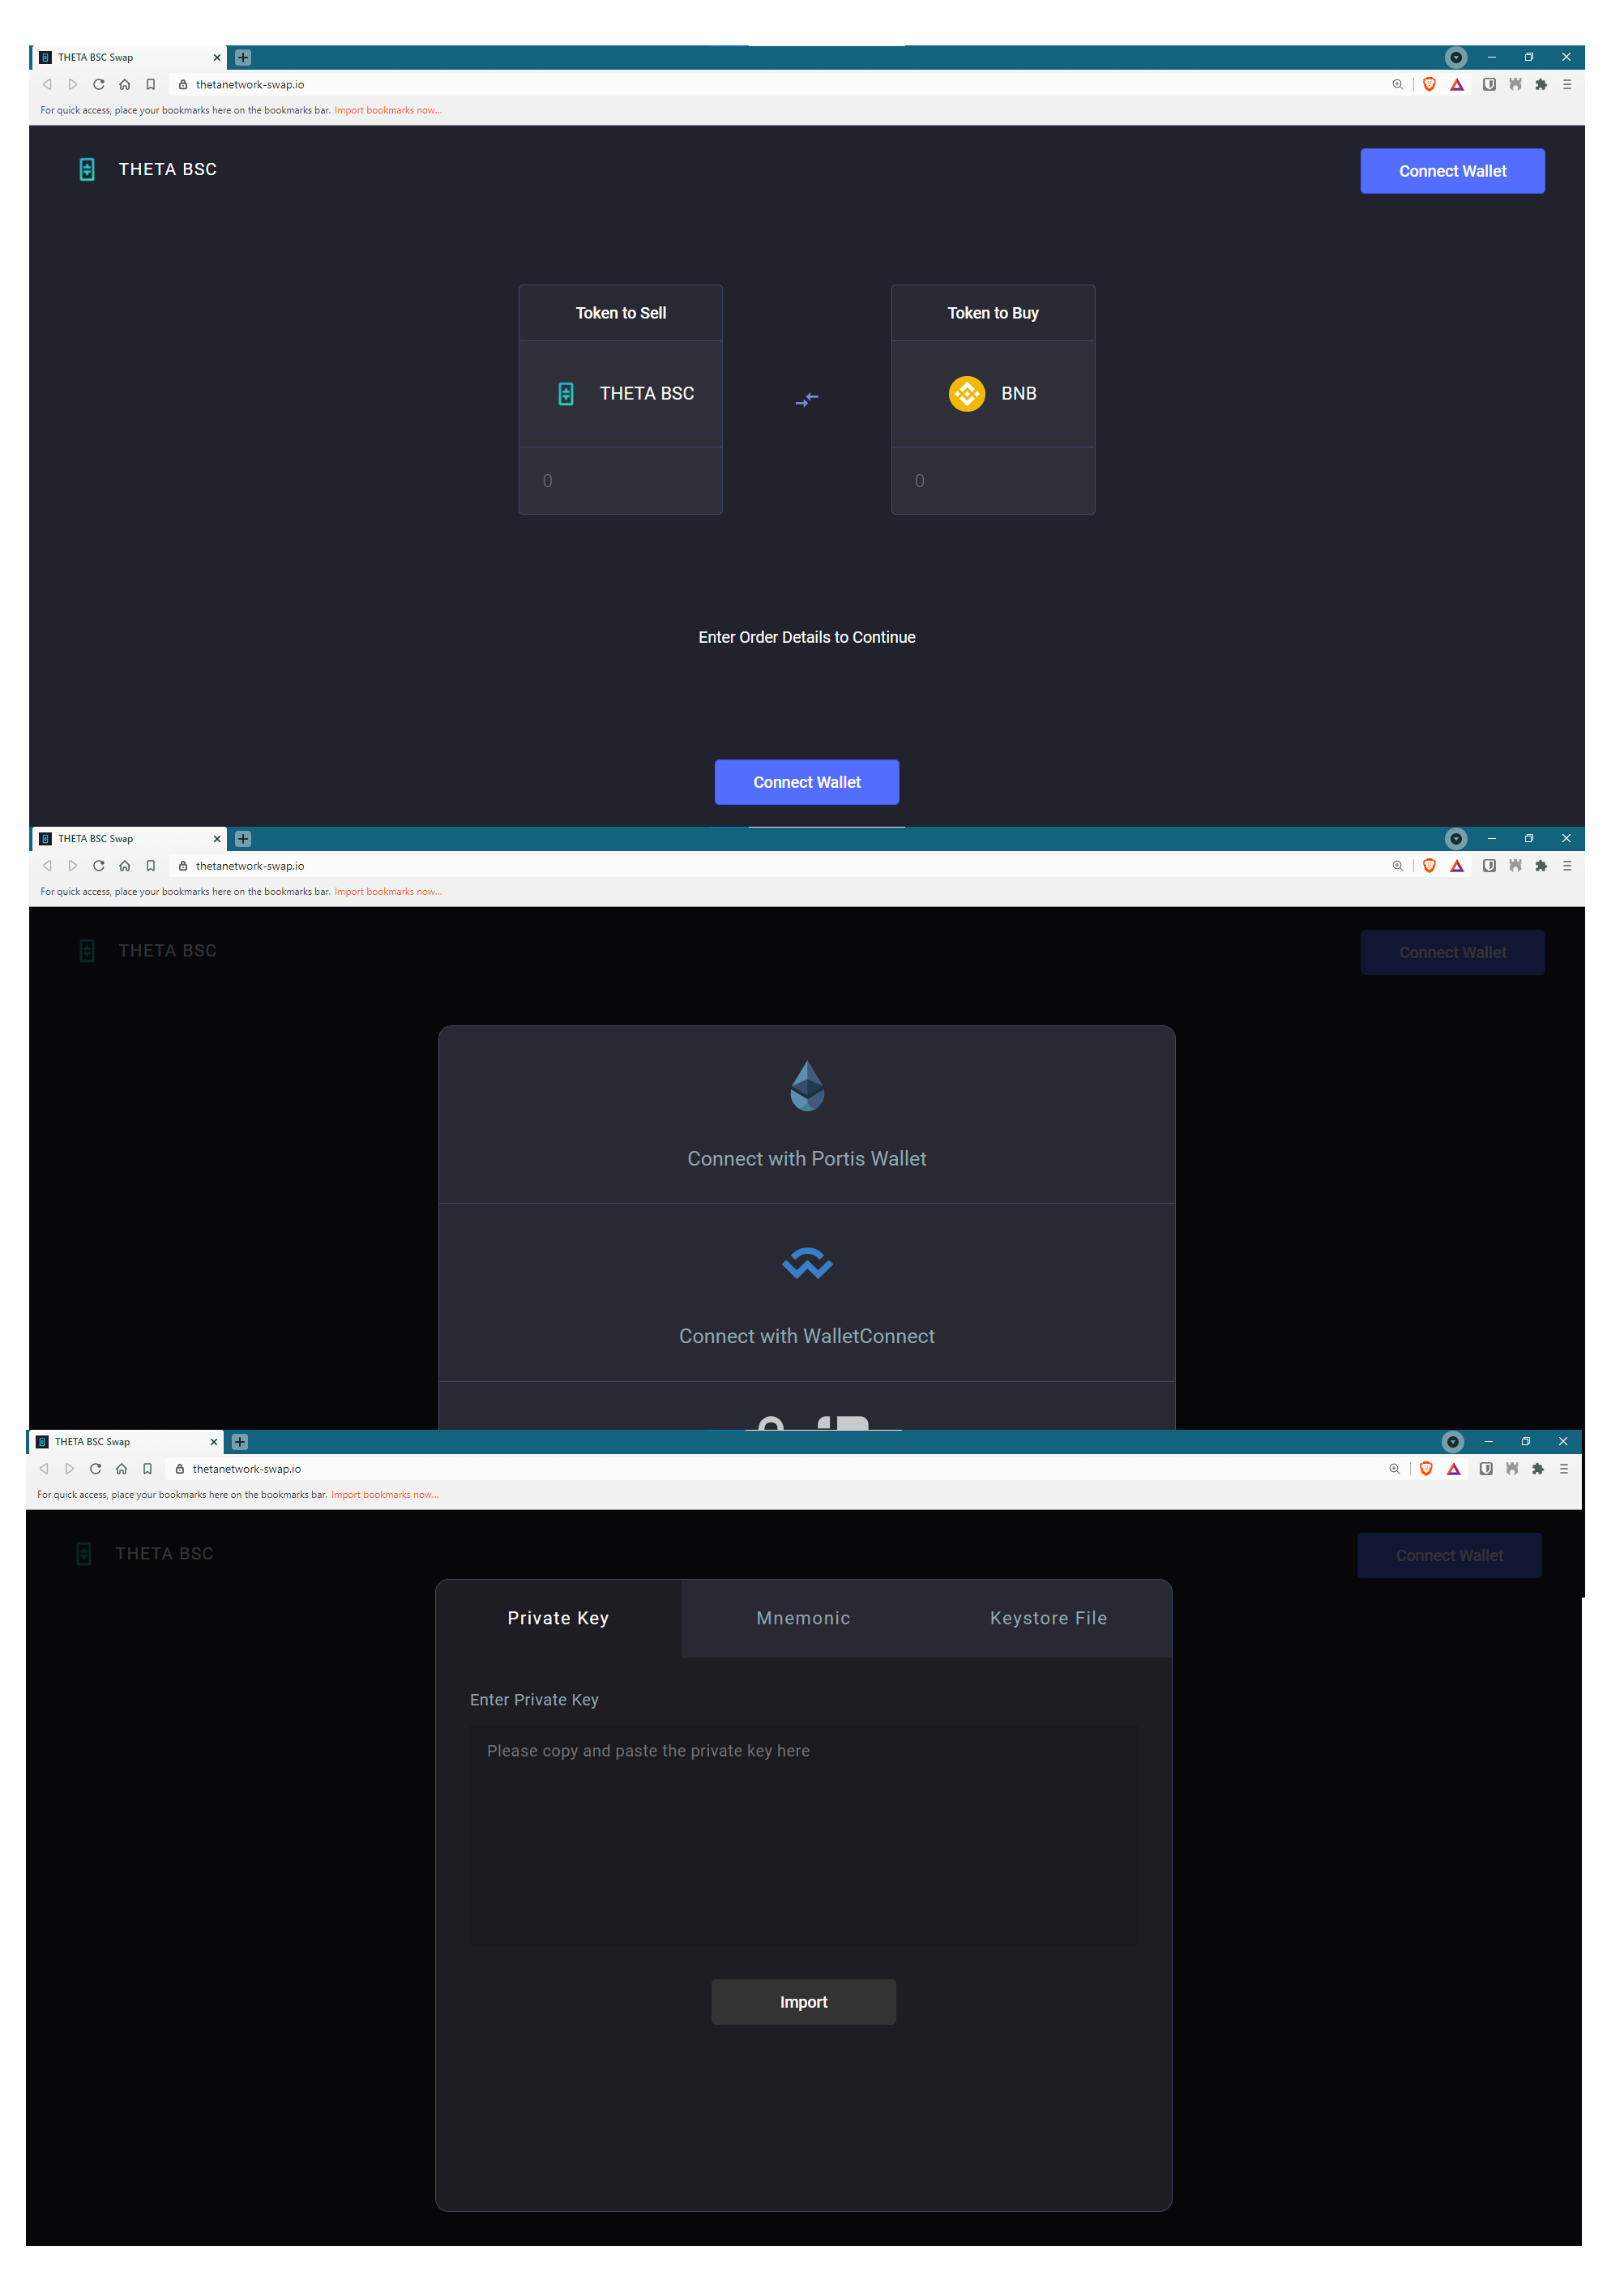 THETA BSC Swap
thetanetwork-swap.io
For quick access, place your bookmarks here on the bookmarks bar. Import bookmarks now...
THETA BSC
Connect Wallet
Token to Sell
Token to Buy
THETA BSC
BNB
0
0
Enter Order Details to Continue
Connect Wallet
THETA BSC Swap
thetanetwork-swap.io
For quick access, place your bookmarks here on the bookmarks bar. Import bookmarks now...
THETA BSC
Connect Wallet
Connect with Portis Wallet
Connect with WalletConnect
THETA BSC Swap
thetanetwork-swap.io
For quick access, place your bookmarks here on the bookmarks bar. Import bookmarks now...
THETA BSC
Connect Wallet
Private Key
Mnemonic
Keystore File
Enter Private Key
Please copy and paste the private key here
Import